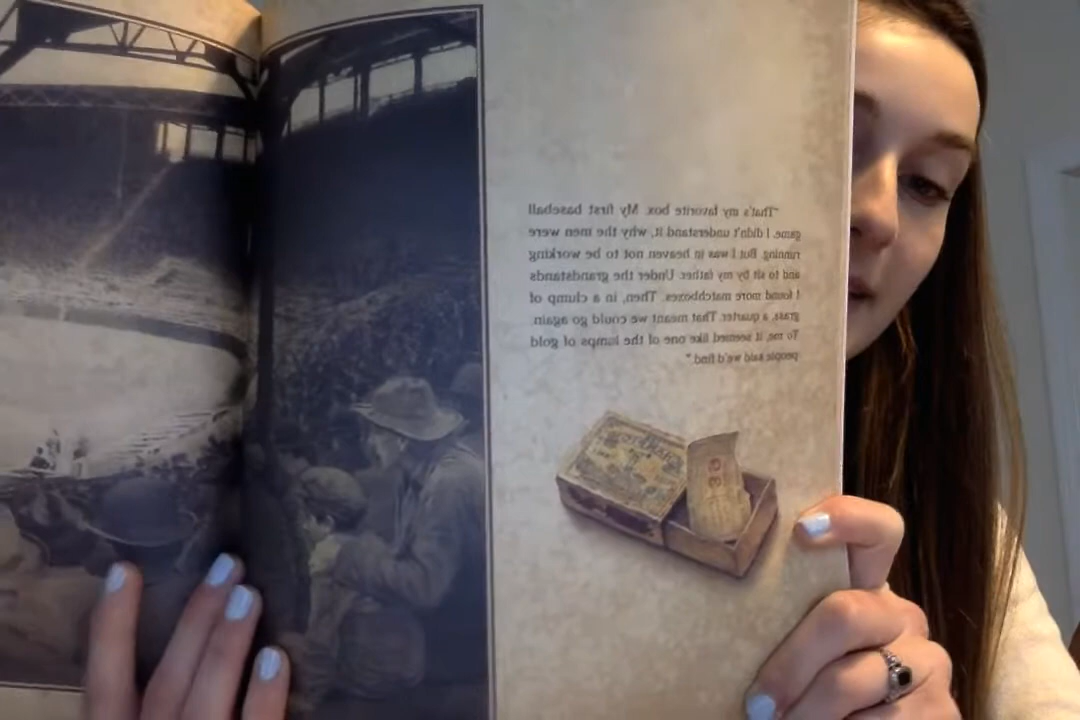 "That's my favorite box. My first baseball
game. I didn't understand it, why the men were
running. But I was in heaven ton to be working
and to sit by my father. Under the grandstands
I found more matchboxes. Then, in a clump of
grass, a quarter. That meant we could go again.
To me, it seemed like one of the lumps of gold
people said we'd find."